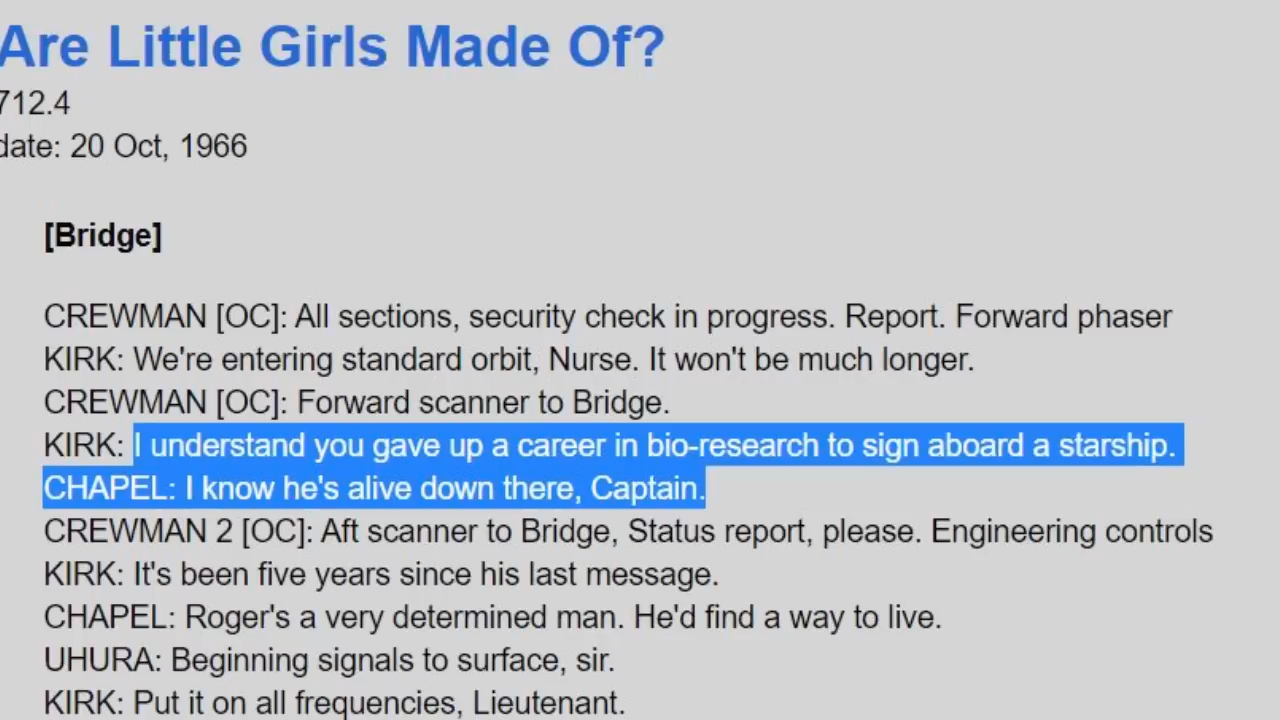 Are Little Girls Made Of?
712.4
date: 20 Oct, 1966
[Bridge]
CREWMAN [OC]: All sections, security check in progress. Report. Forward phaser
KIRK: We're entering standard orbit, Nurse. It won't be much longer.
CREWMAN [OC]: Forward scanner to Bridge.
KIRK: I understand you gave up a career in bio-research to sign aboard a starship.
CHAPEL: I know he's alive down there, Captain.
CREWMAN 2 [OC]: Aft scanner to Bridge, Status report, please. Engineering controls
KIRK: It's been five years since his last message.
CHAPEL: Roger's a very determined man. He'd find a way to live.
UHURA: Beginning signals to surface, sir.
KIRK: Put it on all frequencies, Lieutenant.